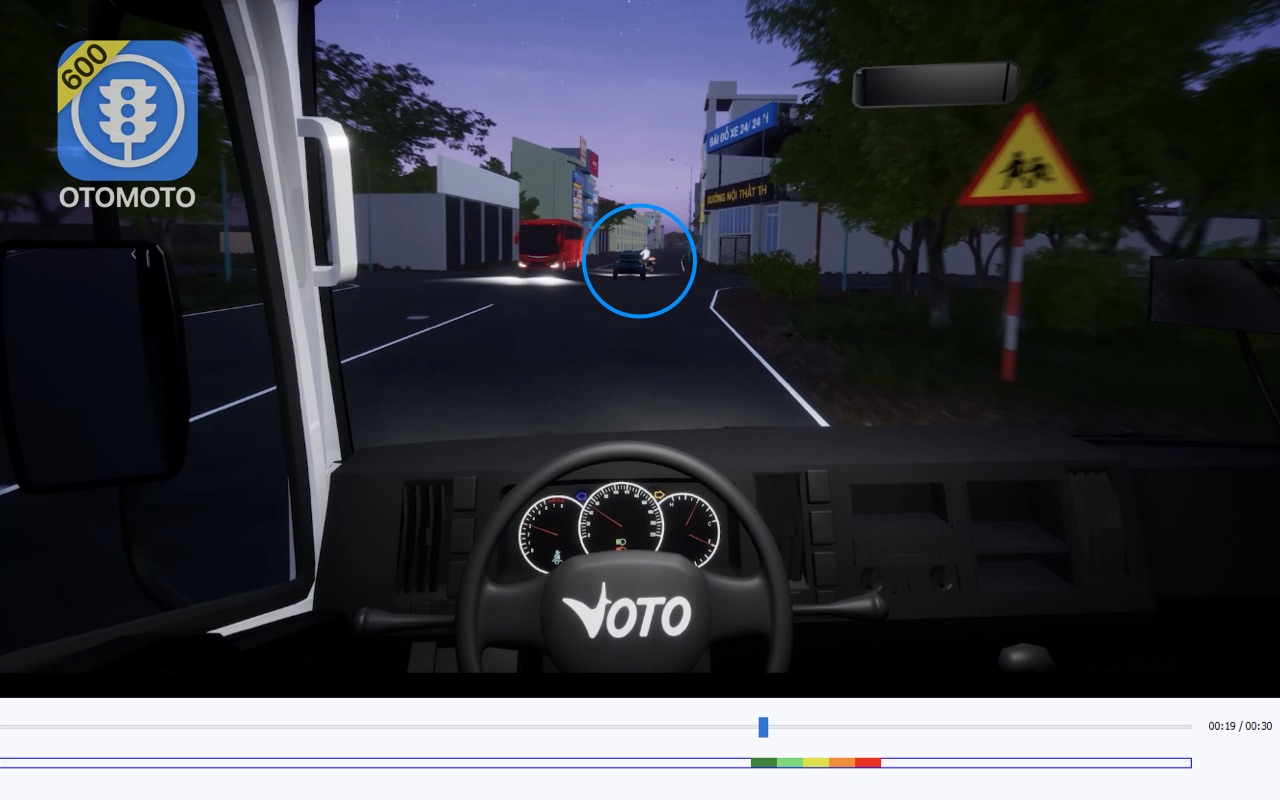 600
OTOMOTO
BÃI ĐỖ XE 24/ 24 H
XƯỞNG NỘI THẤT TH
VOTO
00:19 / 00:30